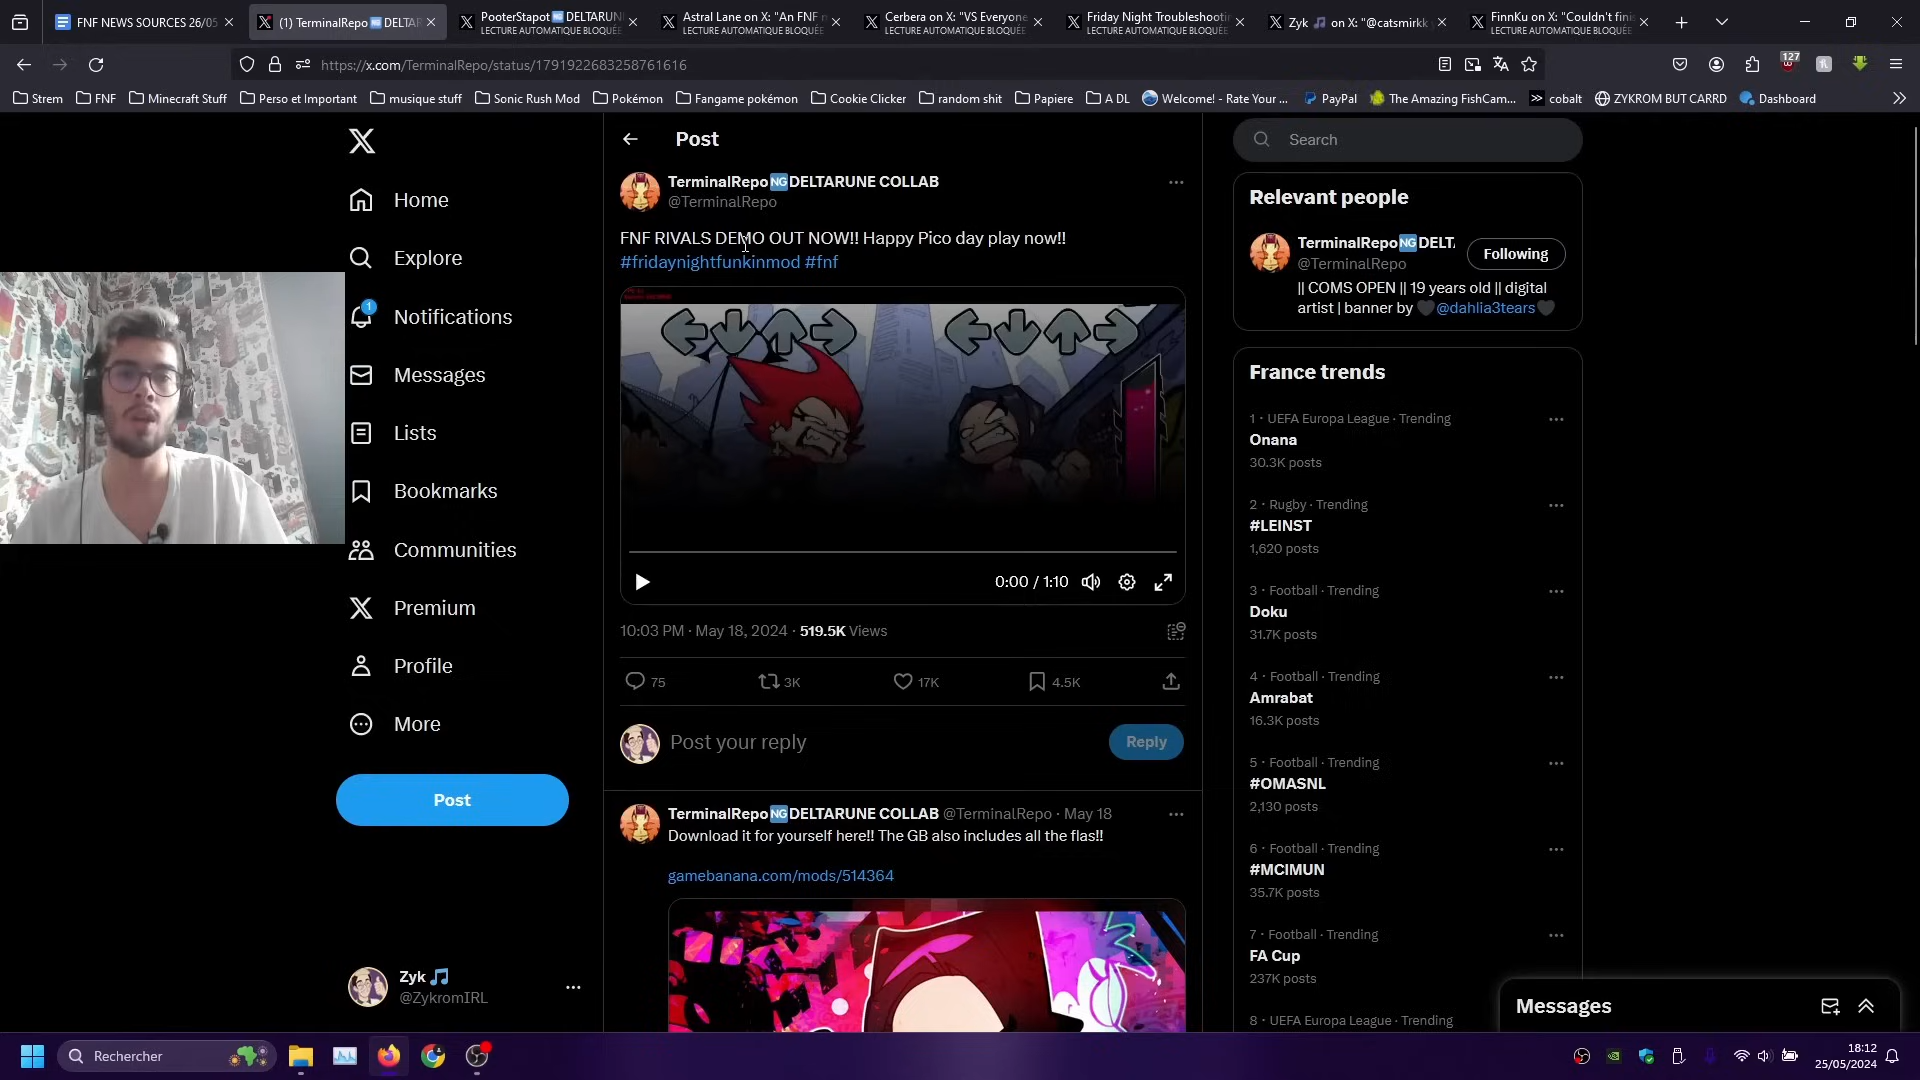 FNF NEWS SOURCES 26/05
(1) TerminalRepo🆖DELTAR
PooterStapot🆖DELTARUNE
LECTURE AUTOMATIQUE BLOQUÉE
Astral Lane on X: "An FNF m
LECTURE AUTOMATIQUE BLOQUÉE
Cerbera on X: "VS Everyone
LECTURE AUTOMATIQUE BLOQUÉE
Friday Night Troubleshooti
LECTURE AUTOMATIQUE BLOQUÉE
Zyk 🎵 on X: "@catsmirkk
LECTURE AUTOMATIQUE BLOQUÉE
FinnKu on X: "Couldn't fini
LECTURE AUTOMATIQUE BLOQUÉE
https://x.com/TerminalRepo/status/1791922683258761616
127
Strem
FNF
Minecraft Stuff
Perso et Important
musique stuff
Sonic Rush Mod
Pokémon
Fangame pokémon
Cookie Clicker
random shit
Papiere
A DL
Welcome! - Rate Your ...
PayPal
The Amazing FishCam...
cobalt
ZYKROM BUT CARRD
Dashboard
Home
Explore
1
Notifications
Messages
Lists
Bookmarks
Communities
Premium
Profile
More
Post
Zyk 🎵
@ZykromIRL
Post
TerminalRepo🆖DELTARUNE COLLAB
@TerminalRepo
FNF RIVALS DEMO OUT NOW!! Happy Pico day play now!!
#fridaynightfunkinmod #fnf
0:00 / 1:10
10:03 PM · May 18, 2024 · 519.5K Views
75
3K
17K
4.5K
Post your reply
Reply
TerminalRepo🆖DELTARUNE COLLAB @TerminalRepo · May 18
Download it for yourself here!! The GB also includes all the flas!!
gamebanana.com/mods/514364
Search
Relevant people
TerminalRepo🆖DELT
@TerminalRepo
Following
|| COMS OPEN || 19 years old || digital
artist | banner by 🖤@dahlia3tears🖤
France trends
1 · UEFA Europa League · Trending
Onana
30.3K posts
2 · Rugby · Trending
#LEINST
1,620 posts
3 · Football · Trending
Doku
31.7K posts
4 · Football · Trending
Amrabat
16.3K posts
5 · Football · Trending
#OMASNL
2,130 posts
6 · Football · Trending
#MCIMUN
35.7K posts
7 · Football · Trending
FA Cup
237K posts
8 · UEFA Europa League · Trending
Messages
Rechercher
18:12
25/05/2024